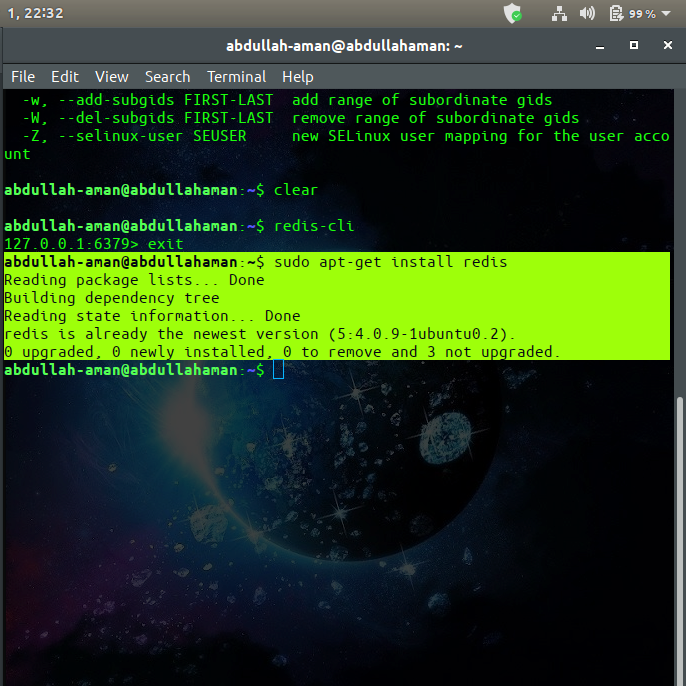 1, 22:32
99 %
abdullah-aman@abdullahaman: ~
File Edit View Search Terminal Help
-w, --add-subgids FIRST-LAST  add range of subordinate gids
-W, --del-subgids FIRST-LAST  remove range of subordinate gids
-Z, --selinux-user SEUSER     new SELinux user mapping for the user acco
unt
abdullah-aman@abdullahaman:~$ clear
abdullah-aman@abdullahaman:~$ redis-cli
127.0.0.1:6379> exit
abdullah-aman@abdullahaman:~$ sudo apt-get install redis
Reading package lists... Done
Building dependency tree
Reading state information... Done
redis is already the newest version (5:4.0.9-1ubuntu0.2).
0 upgraded, 0 newly installed, 0 to remove and 3 not upgraded.
abdullah-aman@abdullahaman:~$